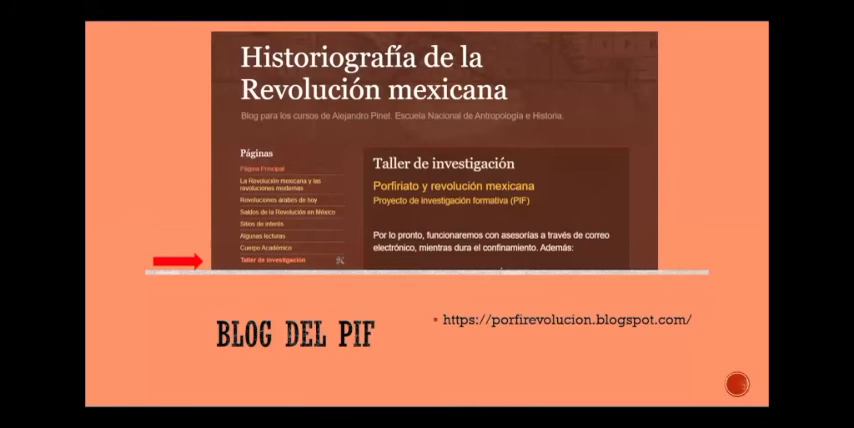 Historiografía de la
Revolución mexicana
Blog para los cursos de Alejandro Pinet. Escuela Nacional de Antropología e Historia.
Páginas
Página Principal
La Revolución mexicana y las
revoluciones modernas
Revoluciones árabes de hoy
Saldos de la Revolución en México
Sitios de interés
Algunas lecturas
Cuerpo Académico
Taller de investigación
Taller de investigación
Porfiriato y revolución mexicana
Proyecto de investigación formativa (PIF)
Por lo pronto, funcionaremos con asesorías a través de correo
electrónico, mientras dura el confinamiento. Además:
BLOG DEL PIF
https://porfirevolucion.blogspot.com/